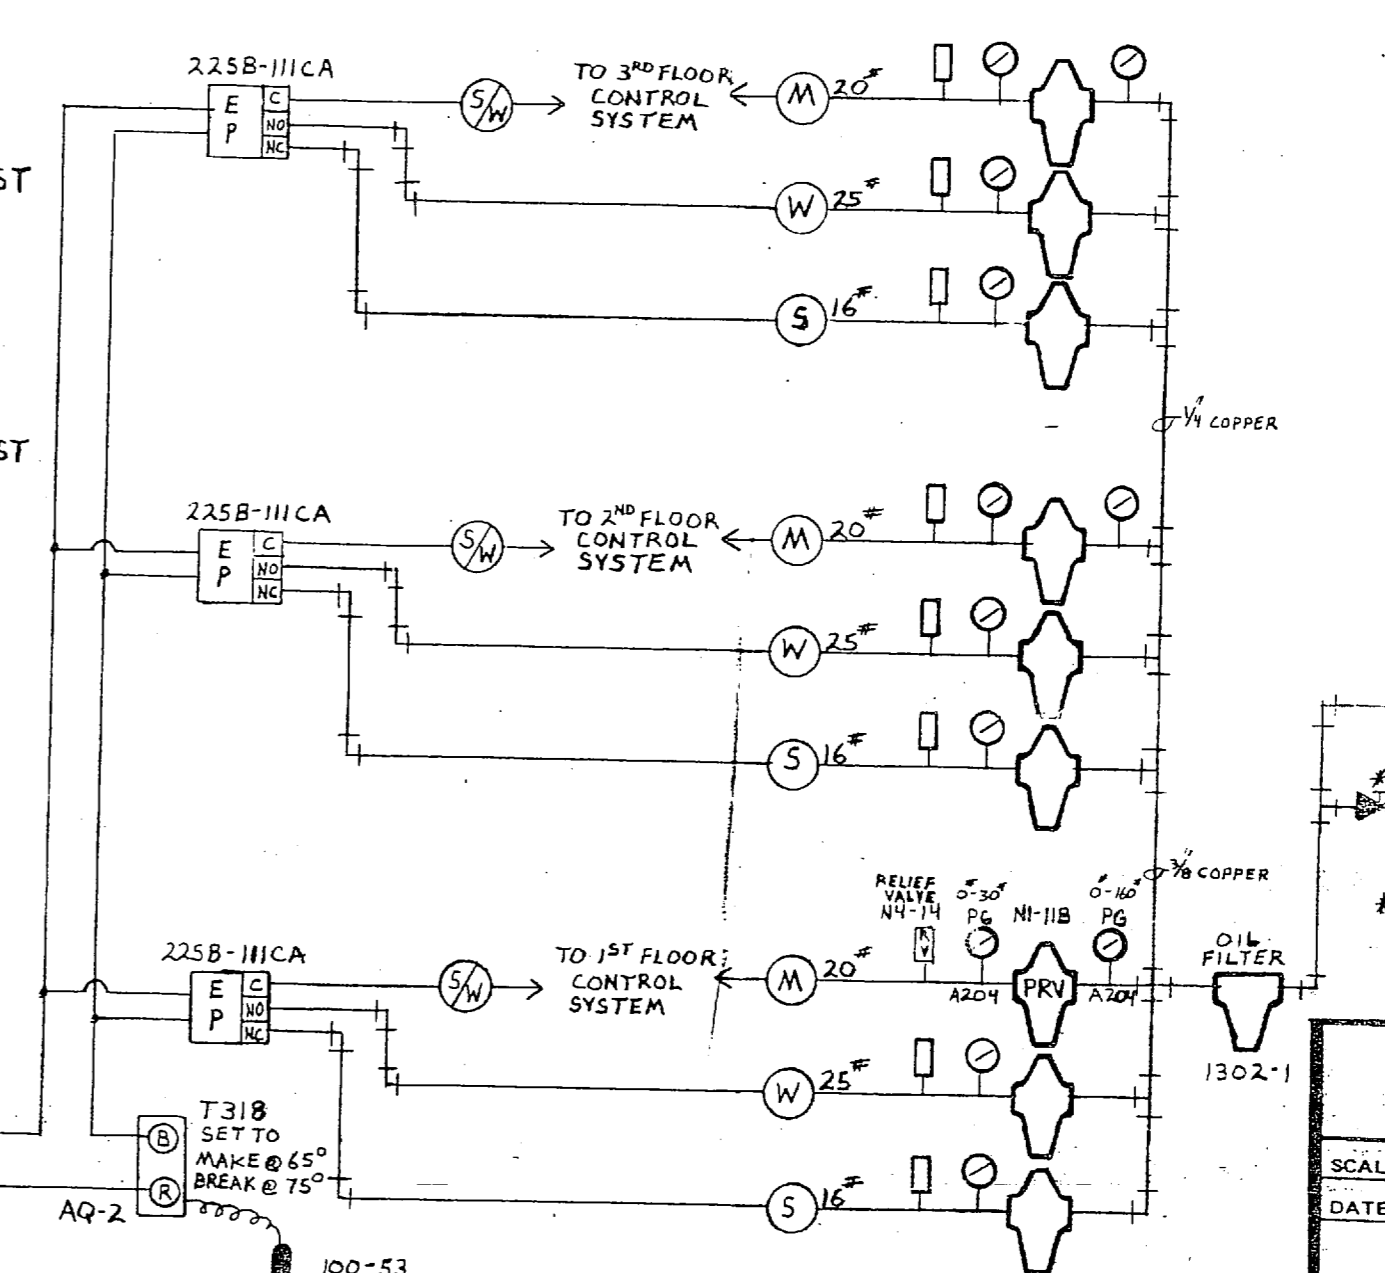 225B-111CA
E P
C
NO
NC
S/W
TO 3RD FLOOR
CONTROL
SYSTEM
M
20#
W
25#
S
16#
ST
1/4" COPPER
ST
225B-111CA
E P
C
NO
NC
S/W
TO 2ND FLOOR
CONTROL
SYSTEM
M
20#
W
25#
S
16#
3/8" COPPER
RELIEF
VALVE
N4-14
0#-30#
PG
N1-11B
0#-160#
PG
RV
225B-111CA
E P
C
NO
NC
S/W
TO 1ST FLOOR
CONTROL
SYSTEM
M
20#
A204
PRV
A204
OIL
FILTER
1302-1
W
25#
S
16#
T318
SET TO
MAKE @ 65°
BREAK @ 75°
B
R
AQ-2
100-53
SCAL
DATE